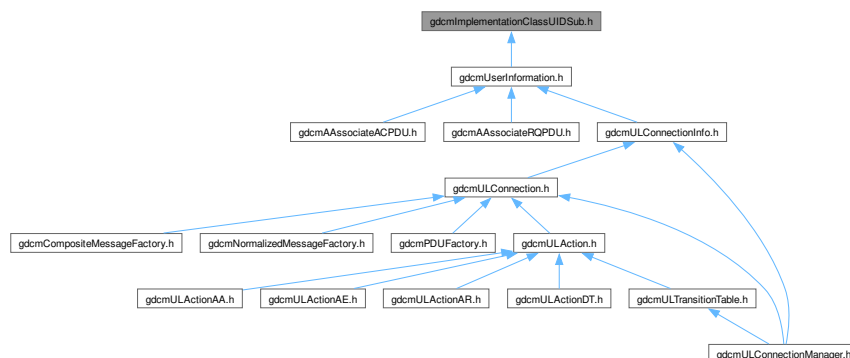 gdcmImplementationClassUIDSub.h
gdcmUserInformation.h
gdcmAAssociateACPDU.h
gdcmAAssociateRQPDU.h
gdcmULConnectionInfo.h
gdcmULConnection.h
gdcmCompositeMessageFactory.h
gdcmNormalizedMessageFactory.h
gdcmPDUFactory.h
gdcmULAction.h
gdcmULActionAA.h
gdcmULActionAE.h
gdcmULActionAR.h
gdcmULActionDT.h
gdcmULTransitionTable.h
gdcmULConnectionManager.h